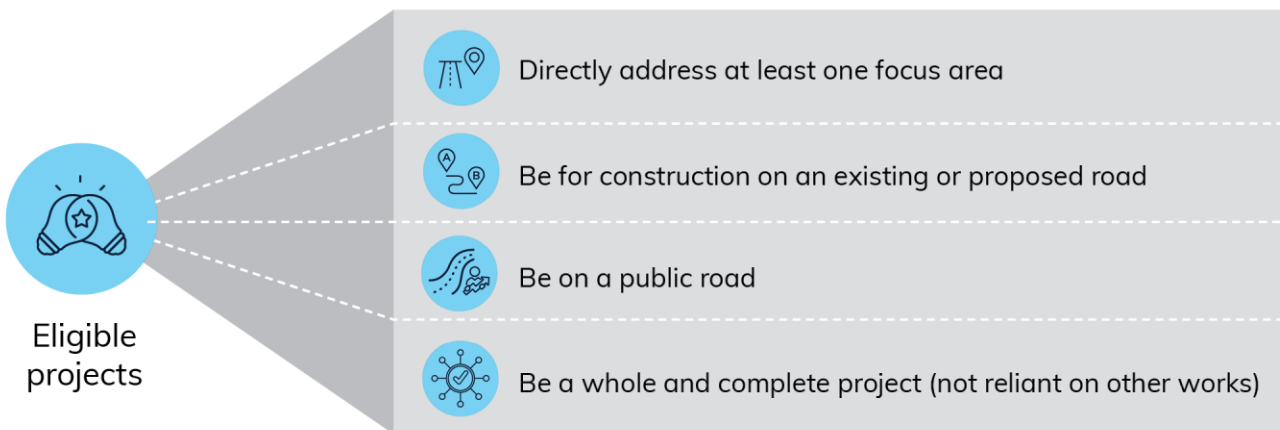 Directly address at least one focus area
A
B
Be for construction on an existing or proposed road
Be on a public road
Eligible
projects
Be a whole and complete project (not reliant on other works)